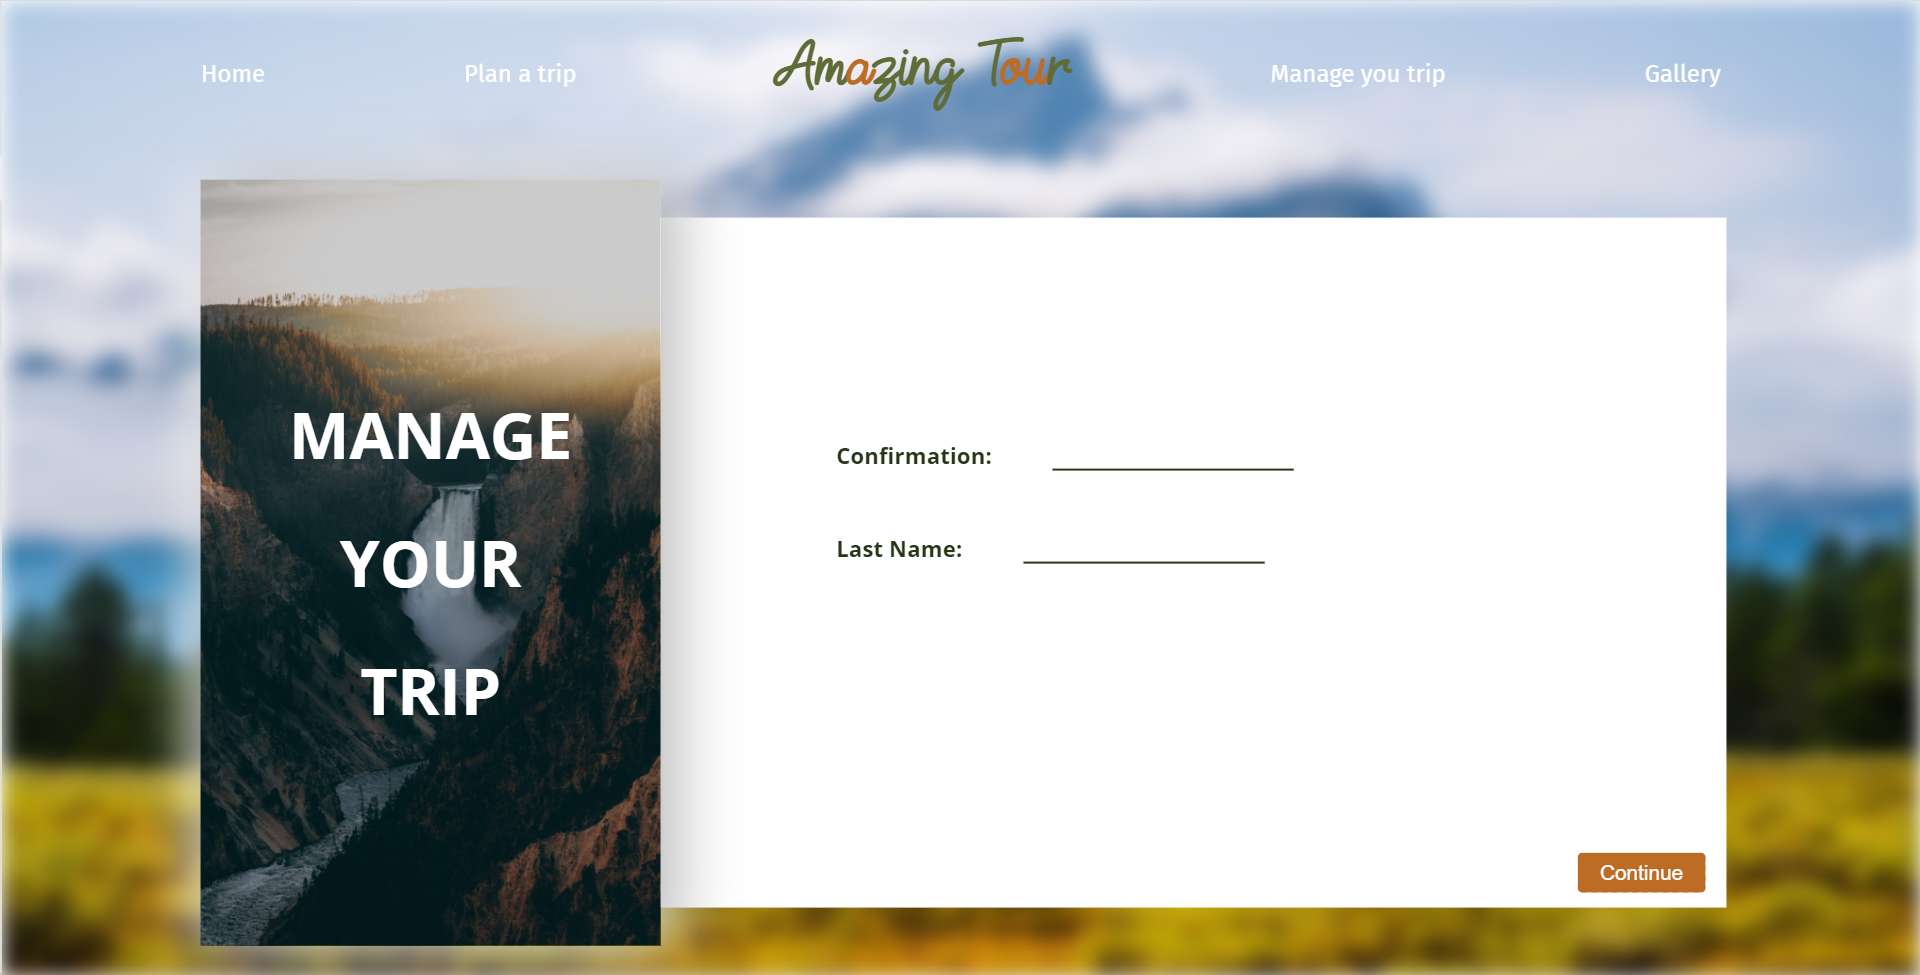 Home
Plan a trip
Amazing Tour
Manage you trip
Gallery
MANAGE
YOUR
TRIP
Confirmation:
Last Name:
Continue